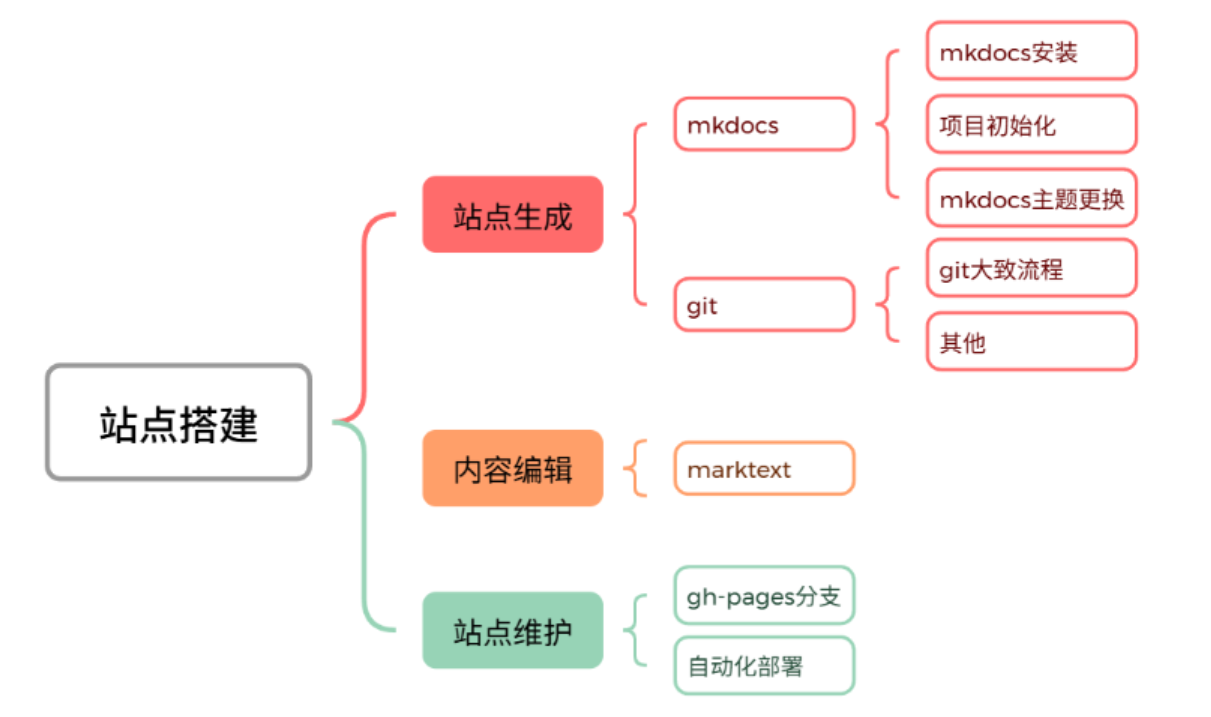 站点搭建
站点生成
mkdocs
mkdocs安装
项目初始化
mkdocs主题更换
git
git大致流程
其他
内容编辑
marktext
站点维护
gh-pages分支
自动化部署